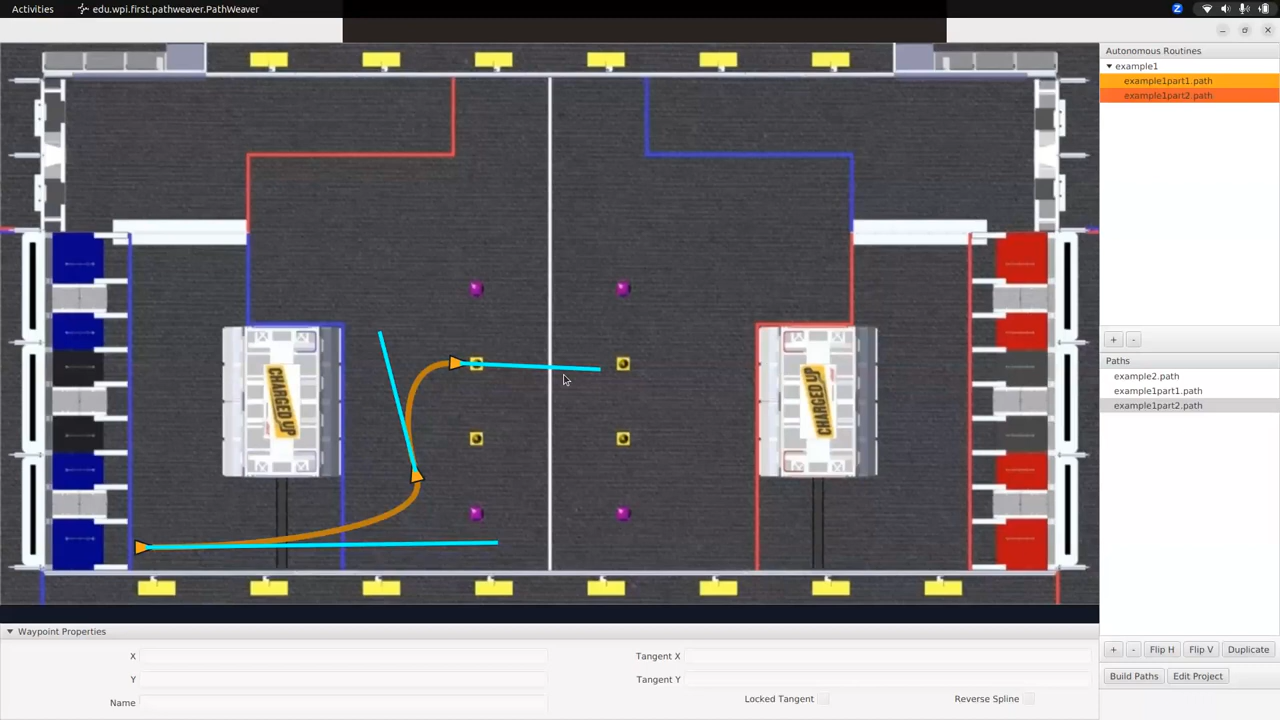 Activities
edu.wpi.first.pathweaver.PathWeaver
Z
Autonomous Routines
example1
example1part1.path
example1part2.path
CHARGED UP
CHARGED UP
+ -
Paths
example2.path
example1part1.path
example1part2.path
Waypoint Properties
X
Tangent X
Y
Tangent Y
Name
Locked Tangent
Reverse Spline
+ - Flip H Flip V Duplicate
Build Paths Edit Project